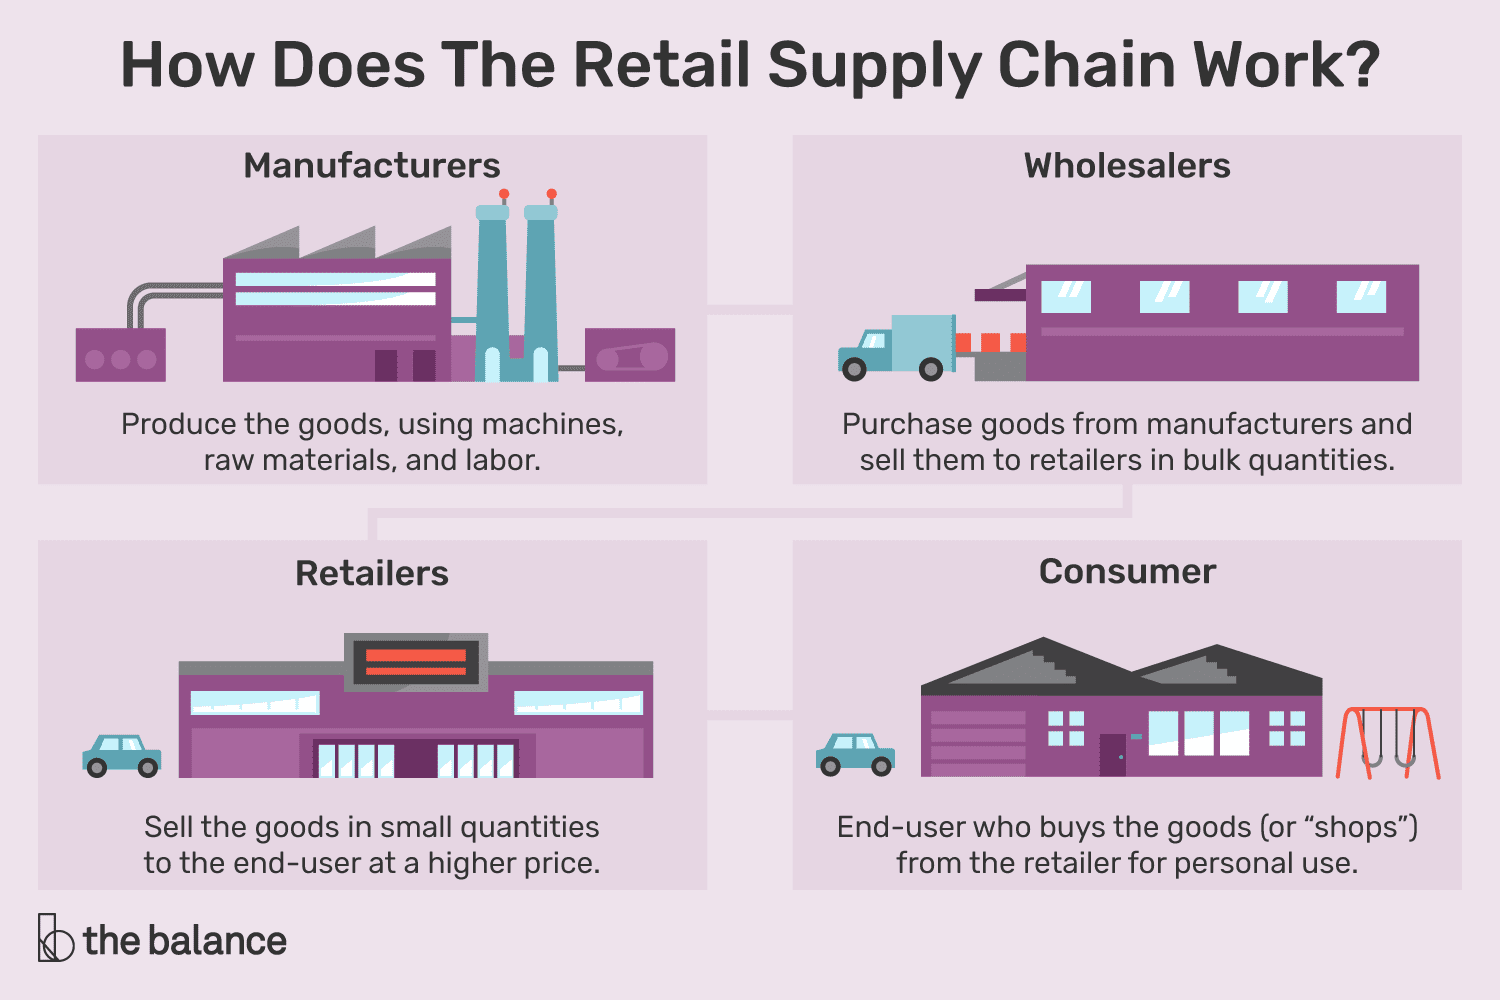 How Does The Retail Supply Chain Work?
Manufacturers
Produce the goods, using machines,
raw materials, and labor.
Wholesalers
Purchase goods from manufacturers and
sell them to retailers in bulk quantities.
Retailers
Sell the goods in small quantities
to the end-user at a higher price.
Consumer
End-user who buys the goods (or “shops”)
from the retailer for personal use.
the balance